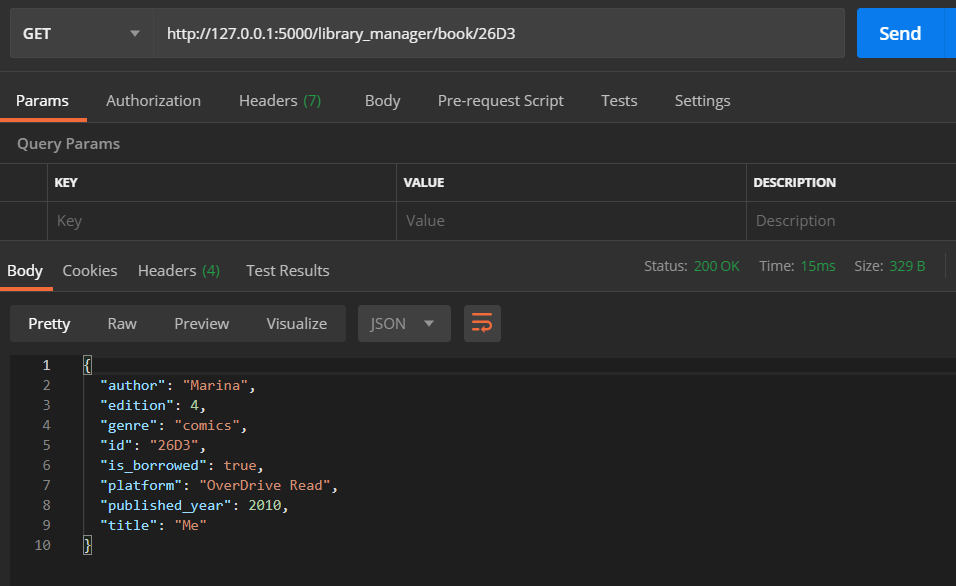 GET http://127.0.0.1:5000/library_manager/book/26D3 Send
Params Authorization Headers (7) Body Pre-request Script Tests Settings
Query Params
KEY VALUE DESCRIPTION
Key Value Description
Body Cookies Headers (4) Test Results Status: 200 OK Time: 15ms Size: 329 B
Pretty Raw Preview Visualize JSON
1 {
2 "author": "Marina",
3 "edition": 4,
4 "genre": "comics",
5 "id": "26D3",
6 "is_borrowed": true,
7 "platform": "OverDrive Read",
8 "published_year": 2010,
9 "title": "Me"
10 }